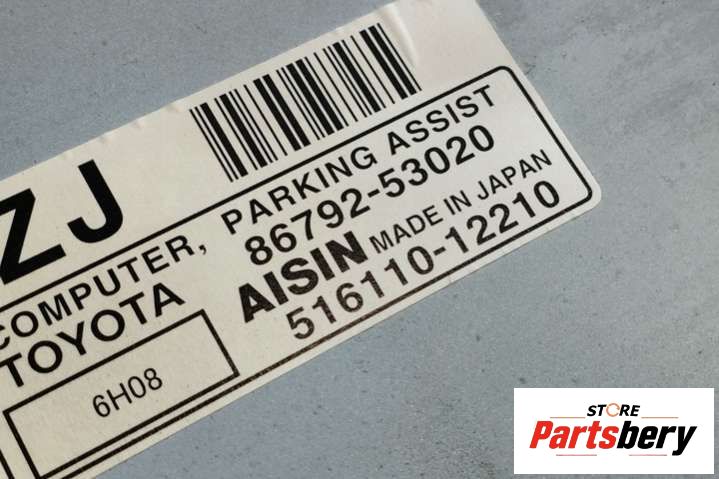 ZJ
COMPUTER, PARKING ASSIST
TOYOTA 86792-53020
AISIN MADE IN JAPAN
516110-12210
6H08
STORE
Partsbery